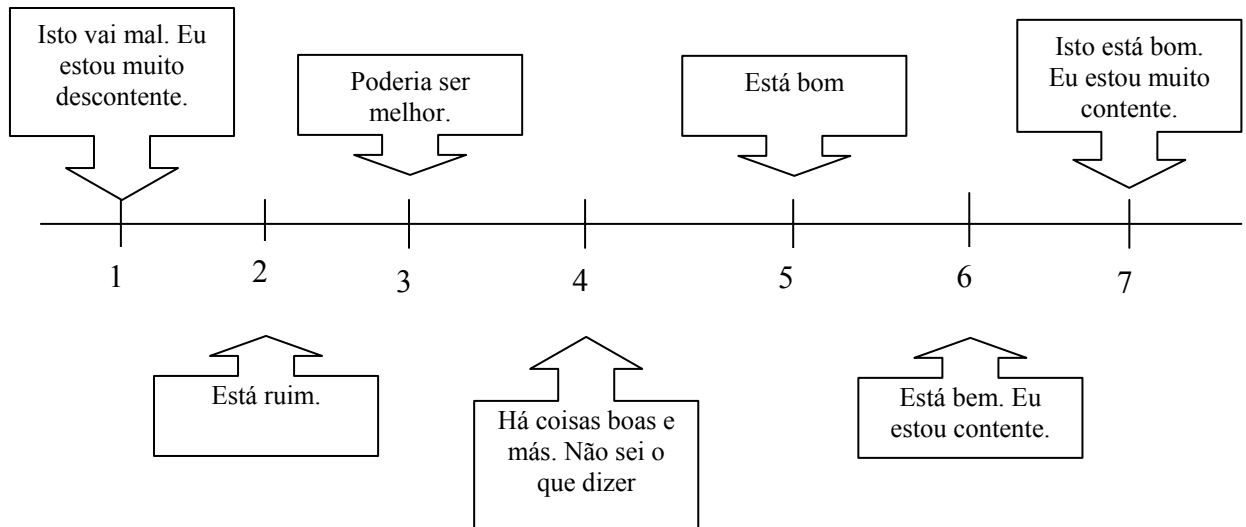 Isto vai mal. Eu
estou muito
descontente.
Poderia ser
melhor.
Está bom
Isto está bom.
Eu estou muito
contente.
1 2 3 4 5 6 7
Está ruim.
Há coisas boas e
más. Não sei o
que dizer
Está bem. Eu
estou contente.